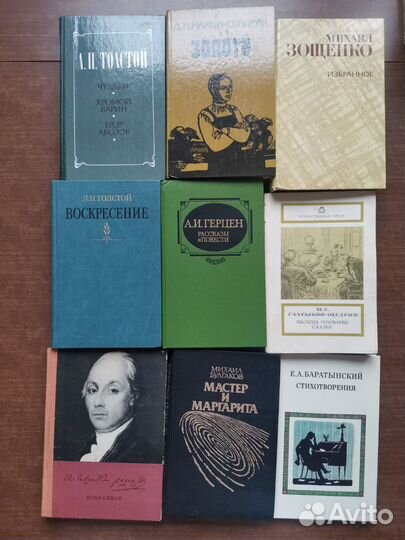 А.Н. ТОЛСТОЙ
ЧУДАКИ
ХРОМОЙ
БАРИН
ЕГОР
АБОЗОВ
Д.Н. МАМИН-СИБИРЯК
ЗОЛОТО
МИХАИЛ
ЗОЩЕНКО
ИЗБРАННОЕ
Л.Н.ТОЛСТОЙ
ВОСКРЕСЕНИЕ
А.И. ГЕРЦЕН
РАССКАЗЫ
И ПОВЕСТИ
М.Е.
САЛТЫКОВ-ЩЕДРИН
ГОСПОДА ГОЛОВЛЕВЫ
СКАЗКИ
ИЗБРАННОЕ
МИХАИЛ
БУЛГАКОВ
МАСТЕР
И
МАРГАРИТА
Е.А.БАРАТЫНСКИЙ
СТИХОТВОРЕНИЯ
Avito